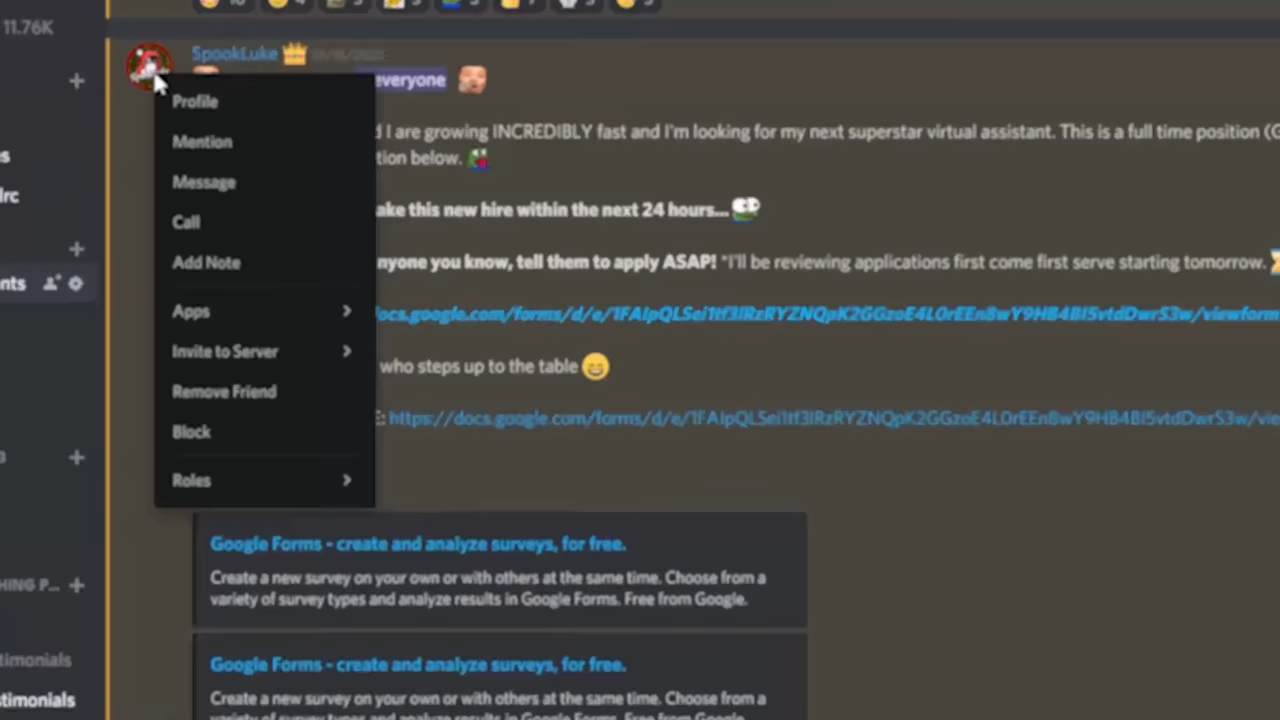 11.76K
SpookLuke
everyone
Profile
I are growing INCREDIBLY fast and I'm looking for my next superstar virtual assistant. This is a full time position
Mention
tion below.
Message
ake this new hire within the next 24 hours...
Call
Add Note
nyone you know, tell them to apply ASAP! *I'll be reviewing applications first come first serve starting tomorrow.
Apps
Invite to Server
who steps up to the table
Remove Friend
Block
Roles
Google Forms - create and analyze surveys, for free.
Create a new survey on your own or with others at the same time. Choose from a
variety of survey types and analyze results in Google Forms. Free from Google.
HING P...
timonials
Google Forms - create and analyze surveys, for free.
stimonials
Create a new survey on your own or with others at the same time. Choose from a